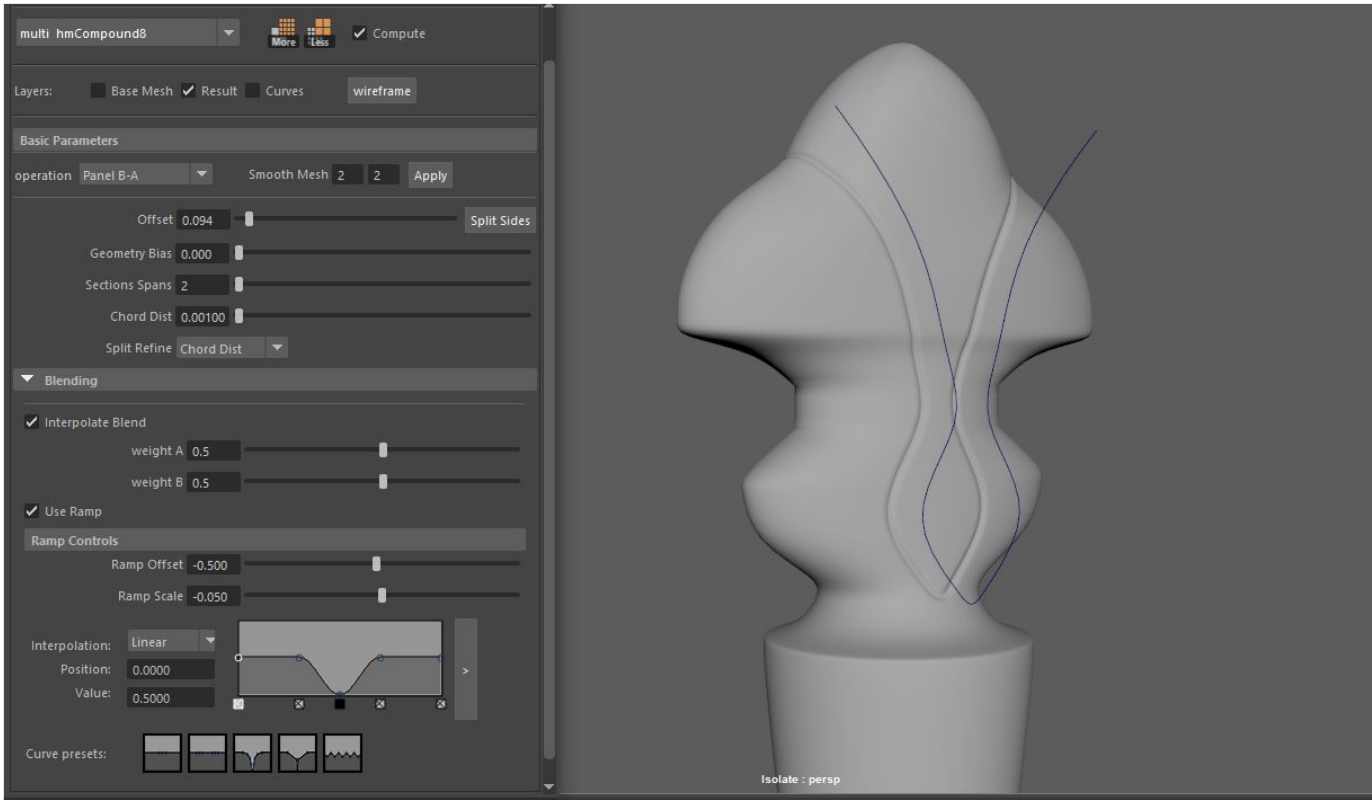 multi hmCompound8
More Less Compute
Layers: Base Mesh Result Curves wireframe
Basic Parameters
operation Panel B-A Smooth Mesh 2 2 Apply
Offset 0.094 Split Sides
Geometry Bias 0.000
Sections Spans 2
Chord Dist 0.00100
Split Refine Chord Dist
Blending
Interpolate Blend
weight A 0.5
weight B 0.5
Use Ramp
Ramp Controls
Ramp Offset -0.500
Ramp Scale -0.050
Interpolation: Linear
Position: 0.0000
>
Value: 0.5000
Curve presets:
Isolate : persp